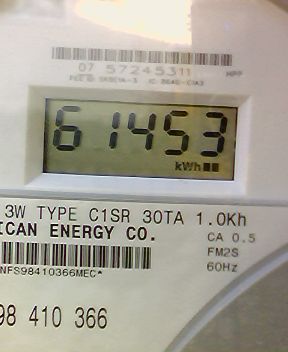 07 57245311 MPP
61453
kWh
3W TYPE C1SR 30TA 1.0Kh
ICAN ENERGY CO.
CA 0.5
FM2S
60Hz
NFS98410366MEC*
98 410 366